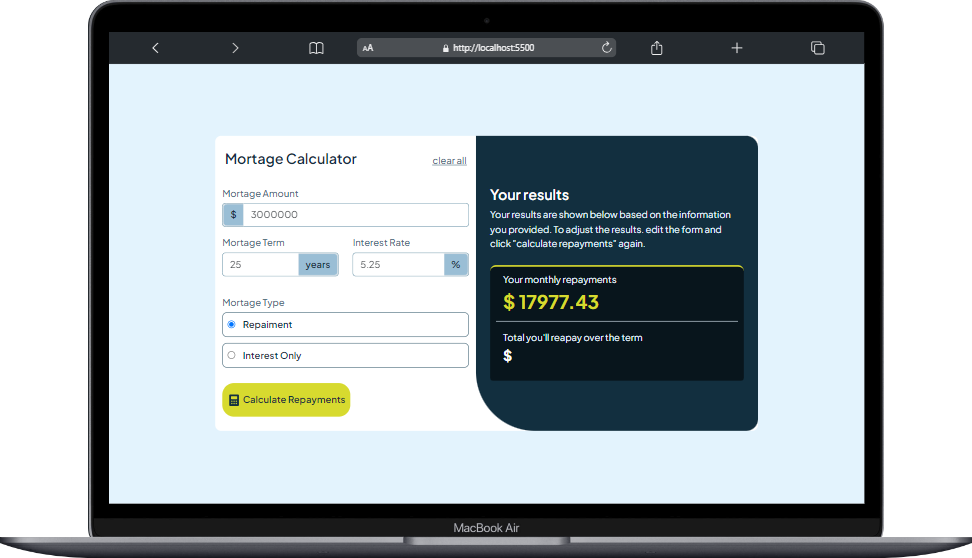 AA
http://localhost:5500
Mortage Calculator
clear all
Mortage Amount
$ 3000000
Mortage Term
Interest Rate
25 years
5.25 %
Mortage Type
Repaiment
Interest Only
Calculate Repayments
Your results
Your results are shown below based on the information
you provided. To adjust the results. edit the form and
click "calculate repayments" again.
Your monthly repayments
$ 17977.43
Total you'll reapay over the term
$
MacBook Air